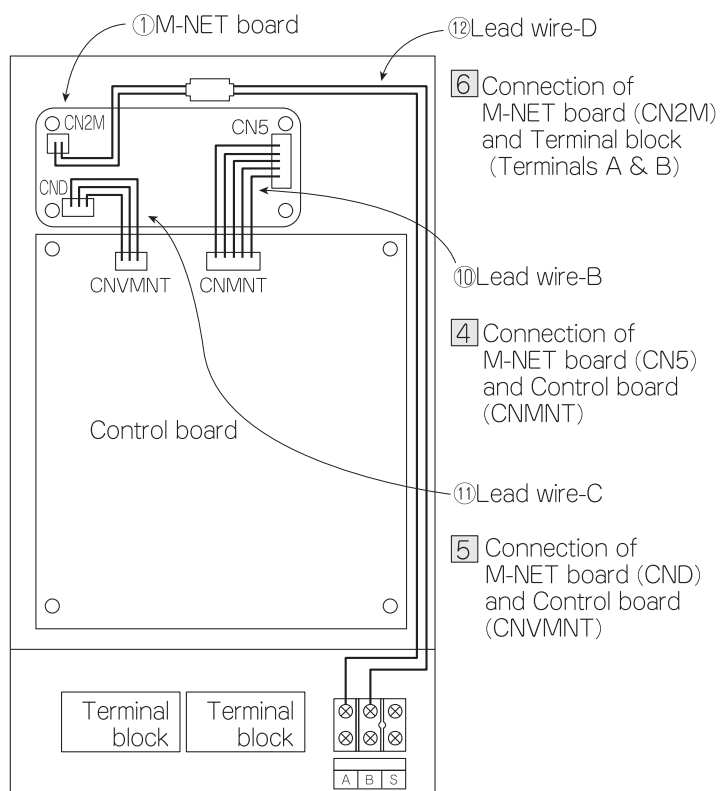 ①M-NET board
⑫Lead wire-D
6 Connection of
M-NET board (CN2M)
and Terminal block
(Terminals A & B)
CN2M
CN5
CND
CNVMNT
CNMNT
⑩Lead wire-B
4 Connection of
M-NET board (CN5)
and Control board
(CNMNT)
Control board
⑪Lead wire-C
5 Connection of
M-NET board (CND)
and Control board
(CNVMNT)
Terminal
block
Terminal
block
A B S